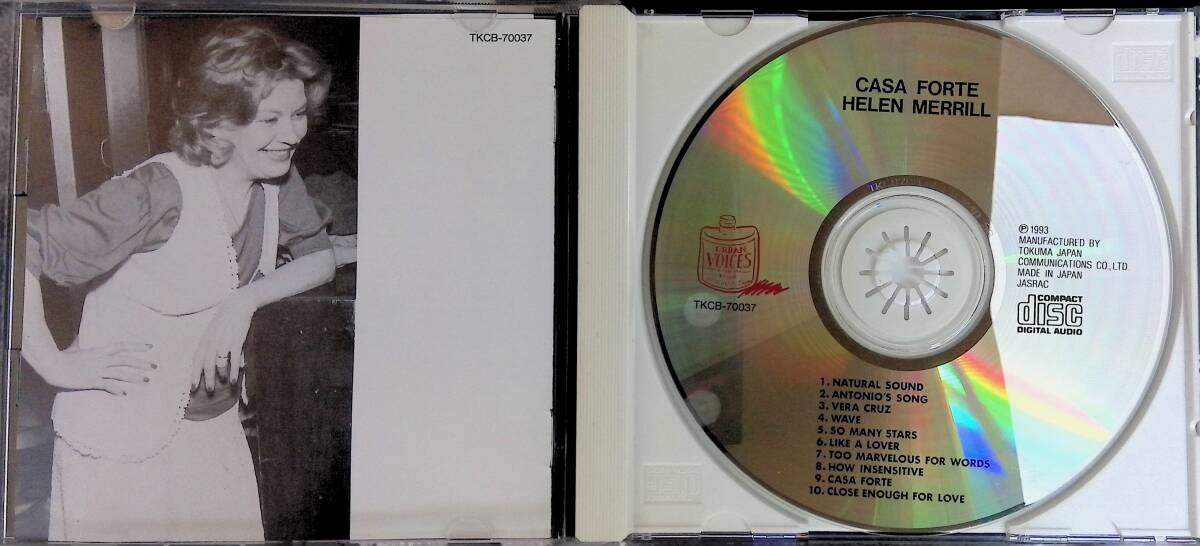 TKCB-70037
CASA FORTE
HELEN MERRILL
URBAN
VOICES
TKCB-70037
Ⓟ 1993
MANUFACTURED BY
TOKUMA JAPAN
COMMUNICATIONS CO.,LTD
MADE IN JAPAN
JASRAC
COMPACT
disc
DIGITAL AUDIO
1. NATURAL SOUND
2. ANTONIO'S SONG
3. VERA CRUZ
4. WAVE
5. SO MANY STARS
6. LIKE A LOVER
7. TOO MARVELOUS FOR WORDS
8. HOW INSENSITIVE
9. CASA FORTE
10. CLOSE ENOUGH FOR LOVE